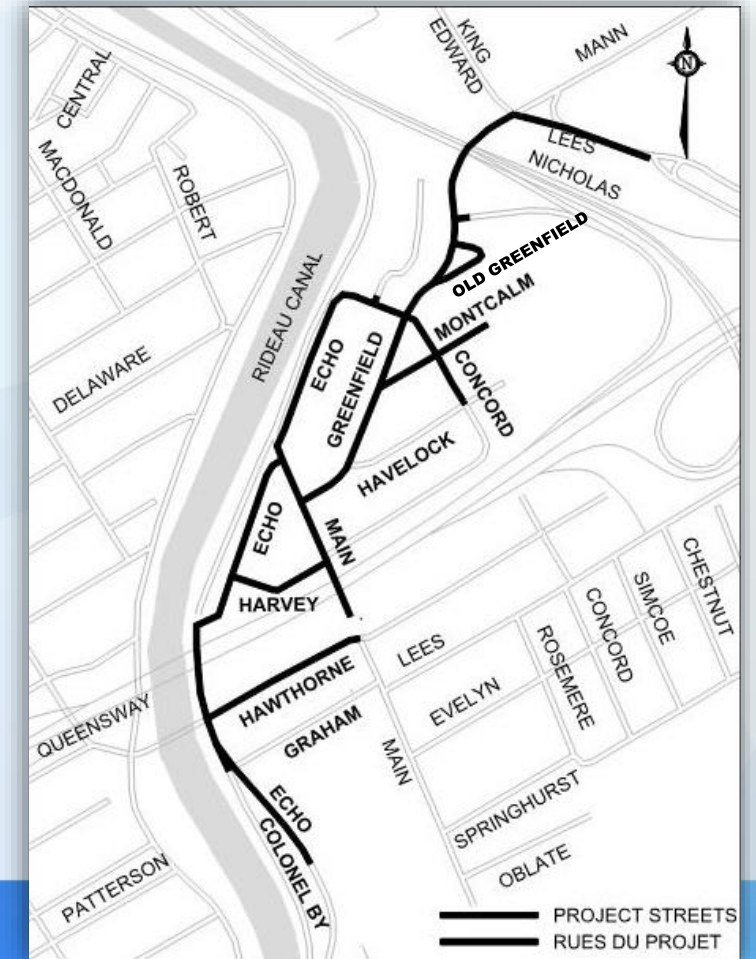 KING
EDWARD
MANN
N
CENTRAL
LEES
NICHOLAS
MACDONALD
ROBERT
OLD GREENFIELD
RIDEAU CANAL
MONTCALM
ECHO
GREENFIELD
DELAWARE
CONCORD
HAVELOCK
ECHO
MAIN
HARVEY
CHESTNUT
SIMCOE
CONCORD
ROSEMERE
LEES
HAWTHORNE
EVELYN
QUEENSWAY
GRAHAM
MAIN
ECHO
COLONEL BY
SPRINGHURST
OBLATE
PATTERSON
PROJECT STREETS
RUES DU PROJET